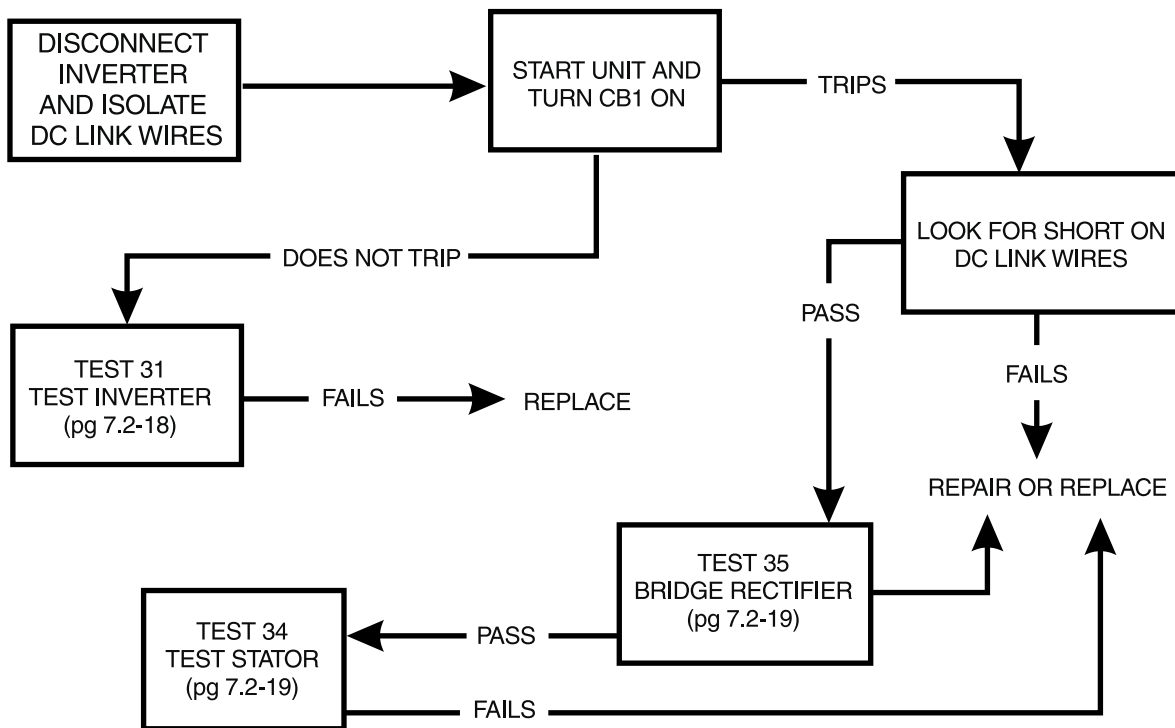 DISCONNECT
INVERTER
AND ISOLATE
DC LINK WIRES
START UNIT AND
TURN CB1 ON
TRIPS
LOOK FOR SHORT ON
DC LINK WIRES
DOES NOT TRIP
PASS
TEST 31
TEST INVERTER
(pg 7.2-18)
FAILS
REPLACE
FAILS
REPAIR OR REPLACE
TEST 35
BRIDGE RECTIFIER
(pg 7.2-19)
PASS
TEST 34
TEST STATOR
(pg 7.2-19)
FAILS